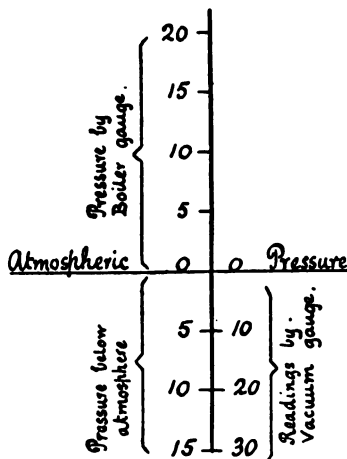 20
15
Pressure by
Boiler gauge.
10
5
Atmospheric 0 0 Pressure
Pressure below
atmosphere
5 10
10 20
15 30
Readings by.
Vacuum gauge.